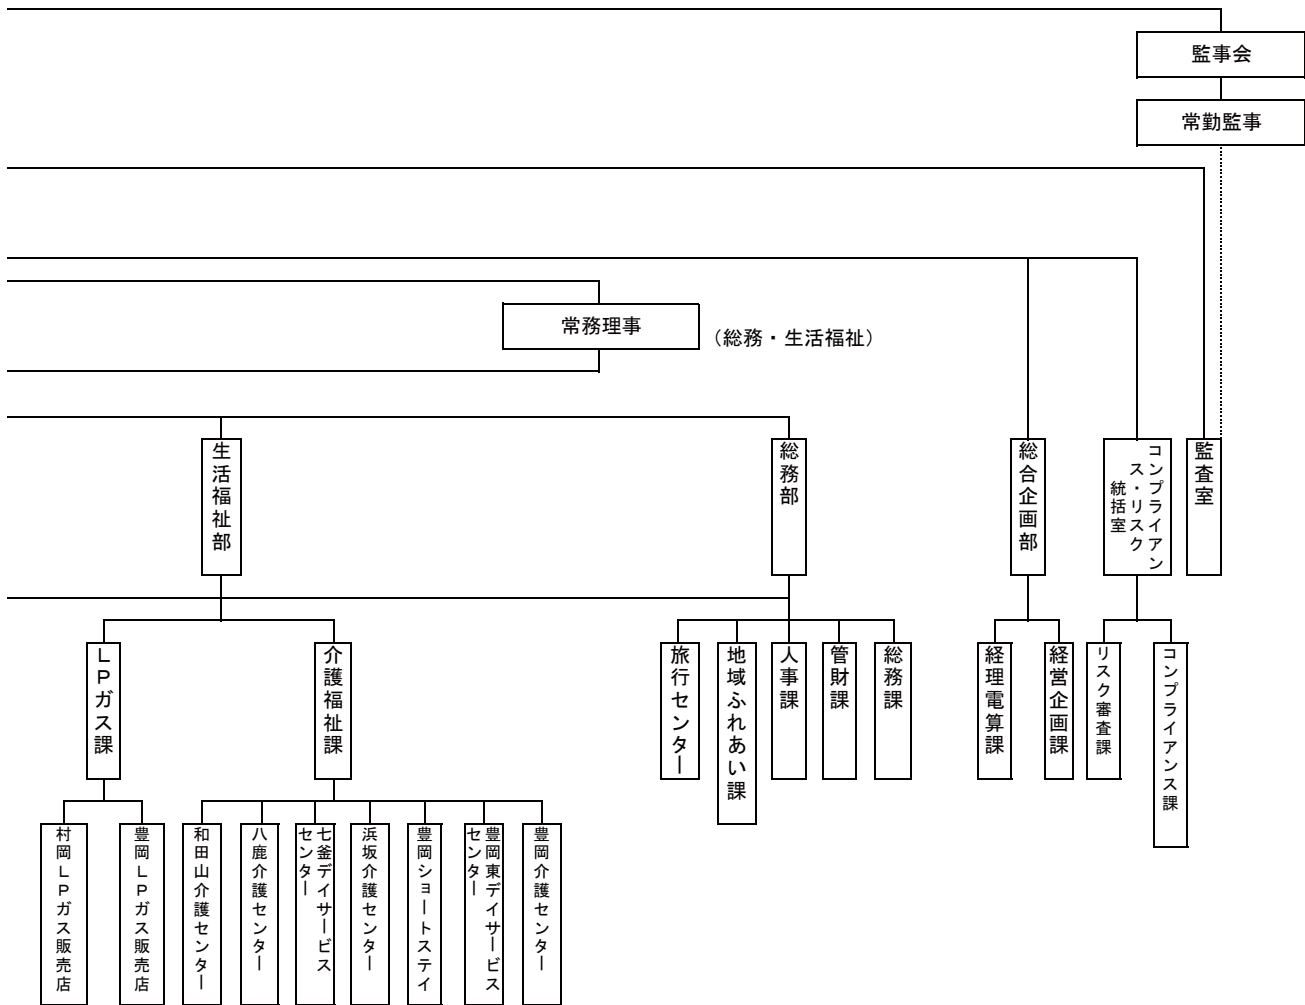 監事会
常勤監事
常務理事
（総務・生活福祉）
生活福祉部
総務部
総合企画部
コンプライアン
ス・リスク
統括室
監査室
ＬＰガス課
介護福祉課
旅行センター
地域ふれあい課
人事課
管財課
総務課
経理電算課
経営企画課
リスク審査課
コンプライアンス課
村岡ＬＰガス販売店
豊岡ＬＰガス販売店
和田山介護センター
八鹿介護センター
七釜デイサービス
センター
浜坂介護センター
豊岡ショートステイ
豊岡東デイサービス
センター
豊岡介護センター